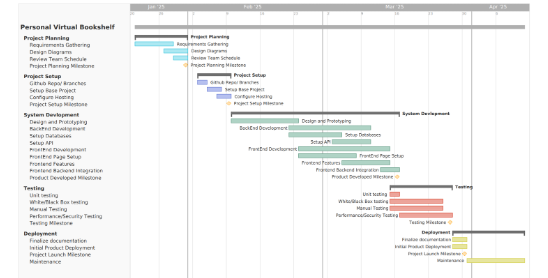 Jan '25
Feb '25
Mar '25
Apr '25
Personal Virtual Bookshelf
Project Planning
Project Planning
Requirements Gathering
Requirements Gathering
Design Diagrams
Design Diagrams
Review Team Schedule
Review Team Schedule
Project Planning Milestone
Project Planning Milestone
Project Setup
Project Setup
Github Repo/ Branches
Github Repo/ Branches
Setup Base Project
Setup Base Project
Configure Hosting
Configure Hosting
Project Setup Milestone
Project Setup Milestone
System Devlopment
System Devlopment
Design and Prototyping
Design and Prototyping
BackEnd Development
BackEnd Development
Setup Databases
Setup Databases
Setup API
Setup API
FrontEnd Development
FrontEnd Development
FrontEnd Page Setup
FrontEnd Page Setup
Frontend Features
Frontend Features
Frontend Backend Integration
Frontend Backend Integration
Product Developed Milestone
Product Developed Milestone
Testing
Testing
Unit testing
Unit testing
White/Black Box testing
White/Black Box testing
Manual Testing
Manual Testing
Performance/Security Testing
Performance/Security Testing
Testing Milestone
Testing Milestone
Deployment
Deployment
Finalize documentation
Finalize documentation
Initial Product Deployment
Initial Product Deployment
Project Launch Milestone
Project Launch Milestone
Maintenance
Maintenance